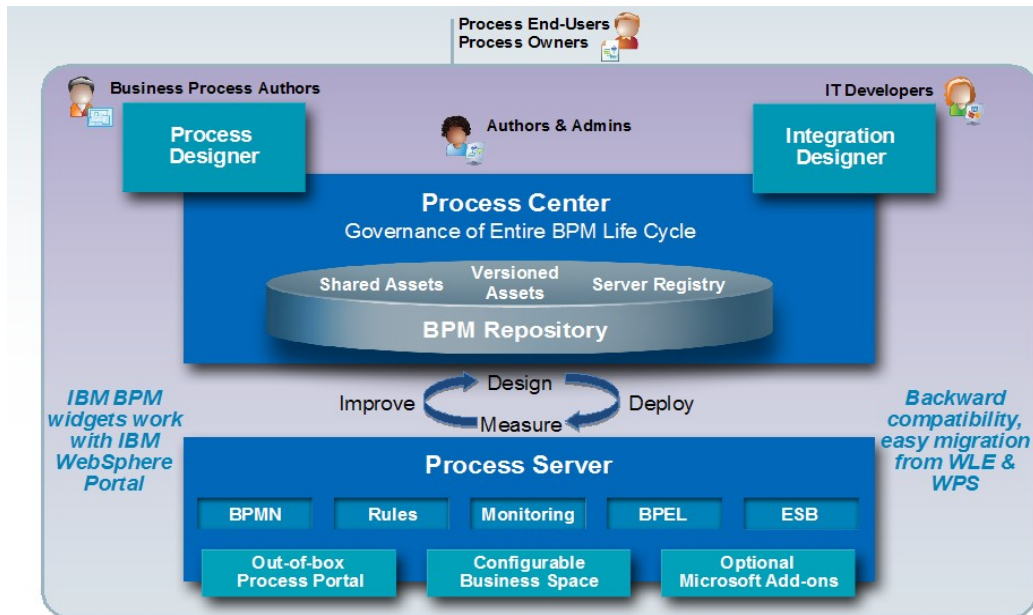 Process End-Users
Process Owners
Business Process Authors
IT Developers
Process
Designer
Authors & Admins
Integration
Designer
Process Center
Governance of Entire BPM Life Cycle
Shared Assets
Versioned
Assets
Server Registry
BPM Repository
Design
Improve
Deploy
Measure
IBM BPM
widgets work
with IBM
WebSphere
Portal
Backward
compatibility,
easy migration
from WLE &
WPS
Process Server
BPMN
Rules
Monitoring
BPEL
ESB
Out-of-box
Process Portal
Configurable
Business Space
Optional
Microsoft Add-ons